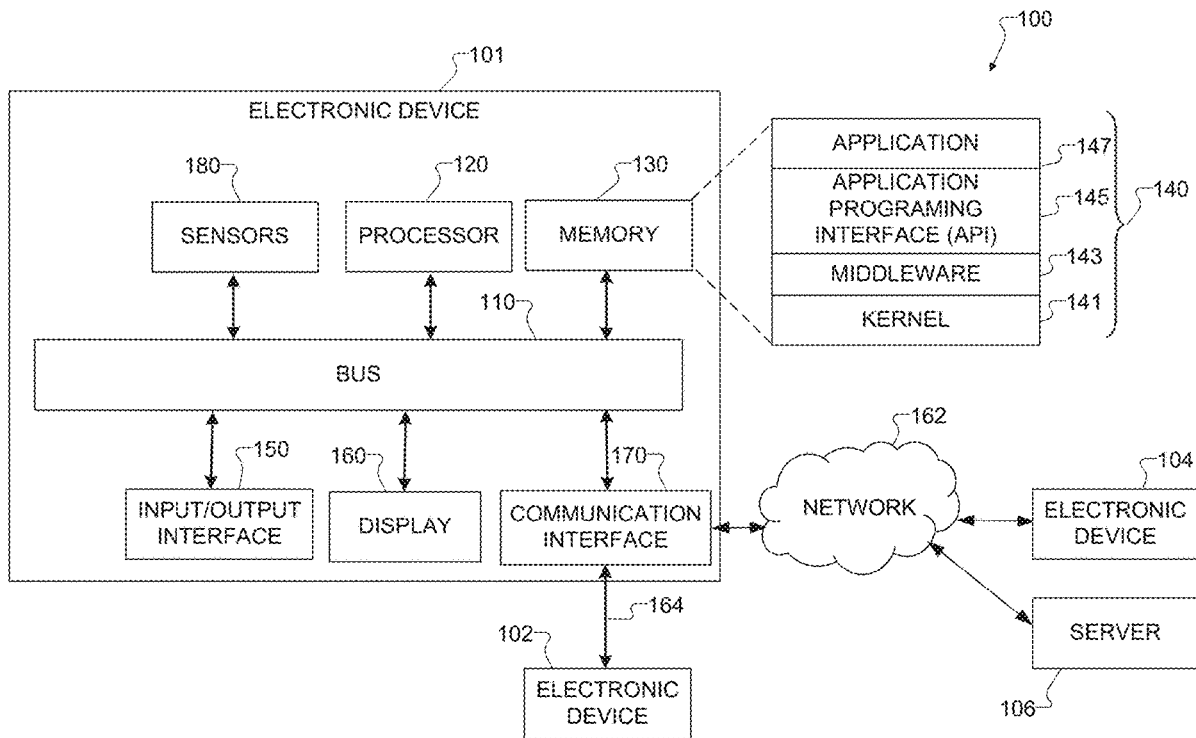 100
101
ELECTRONIC DEVICE
180
120
130
SENSORS
PROCESSOR
MEMORY
APPLICATION
147
APPLICATION
PROGRAMING
INTERFACE (API)
145
140
MIDDLEWARE
143
KERNEL
141
110
BUS
150
160
170
INPUT/OUTPUT
INTERFACE
DISPLAY
COMMUNICATION
INTERFACE
162
NETWORK
104
ELECTRONIC
DEVICE
164
102
ELECTRONIC
DEVICE
SERVER
106